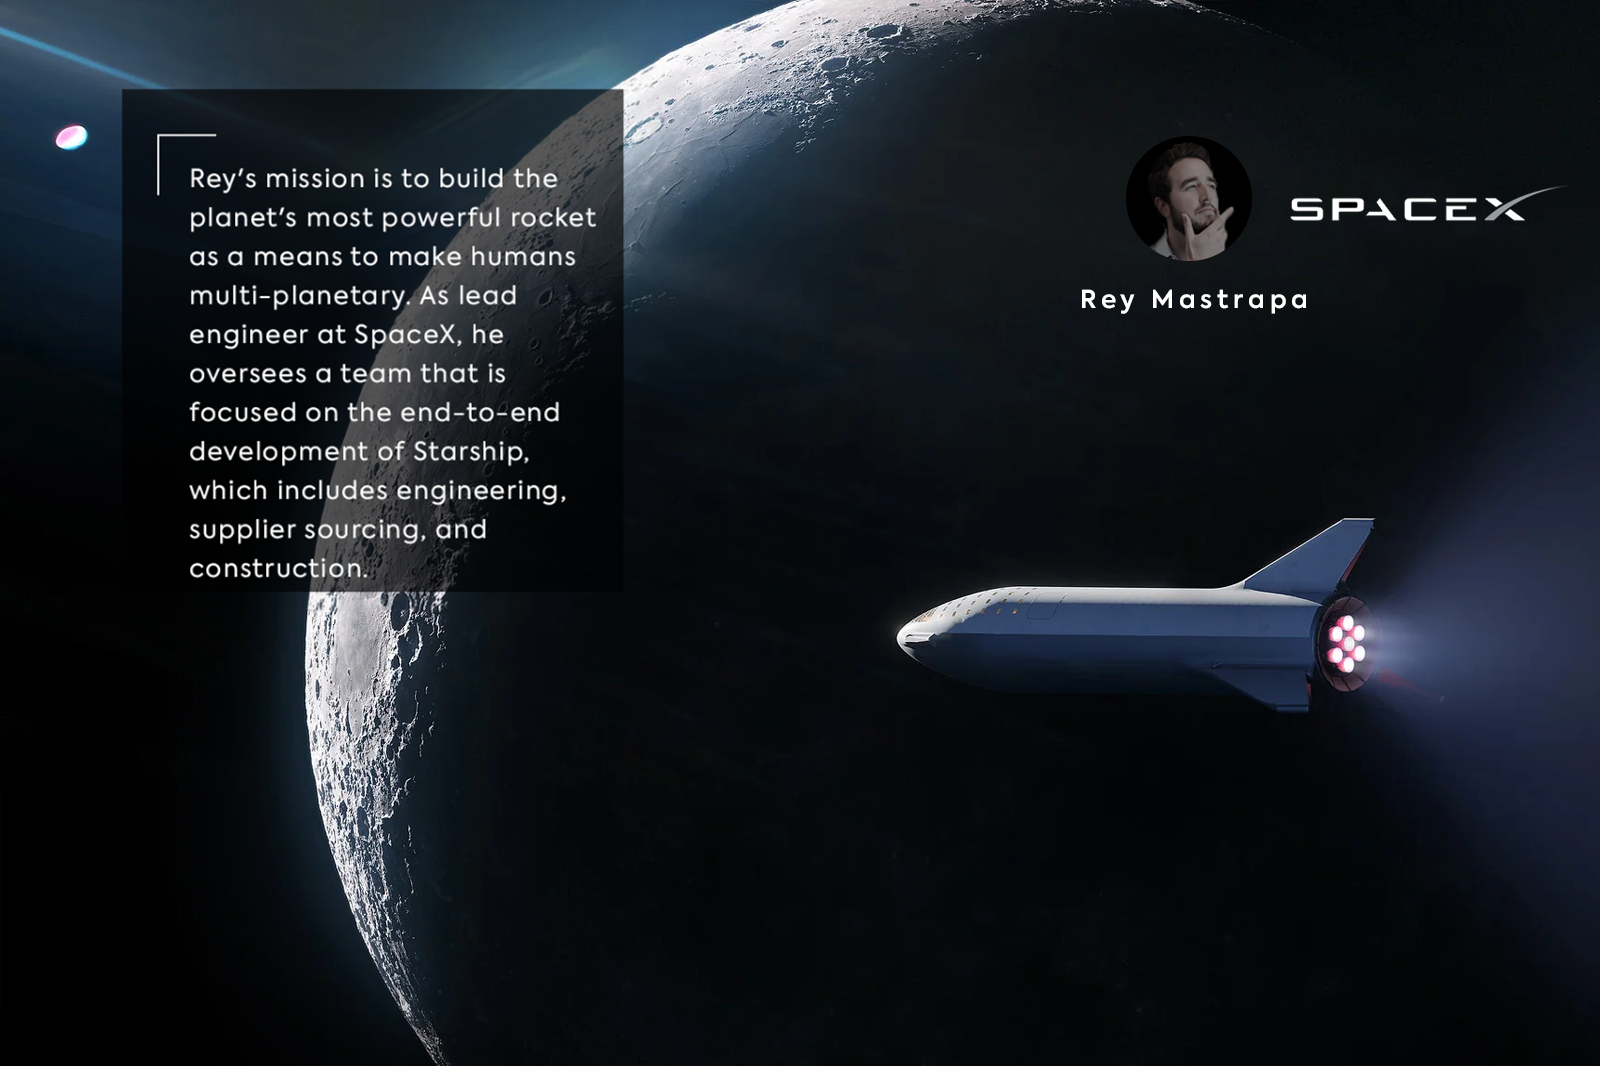 Rey's mission is to build the
planet's most powerful rocket
as a means to make humans
multi-planetary. As lead
engineer at SpaceX, he
oversees a team that is
focused on the end-to-end
development of Starship,
which includes engineering,
supplier sourcing, and
construction.
SPACEX
Rey Mastrapa